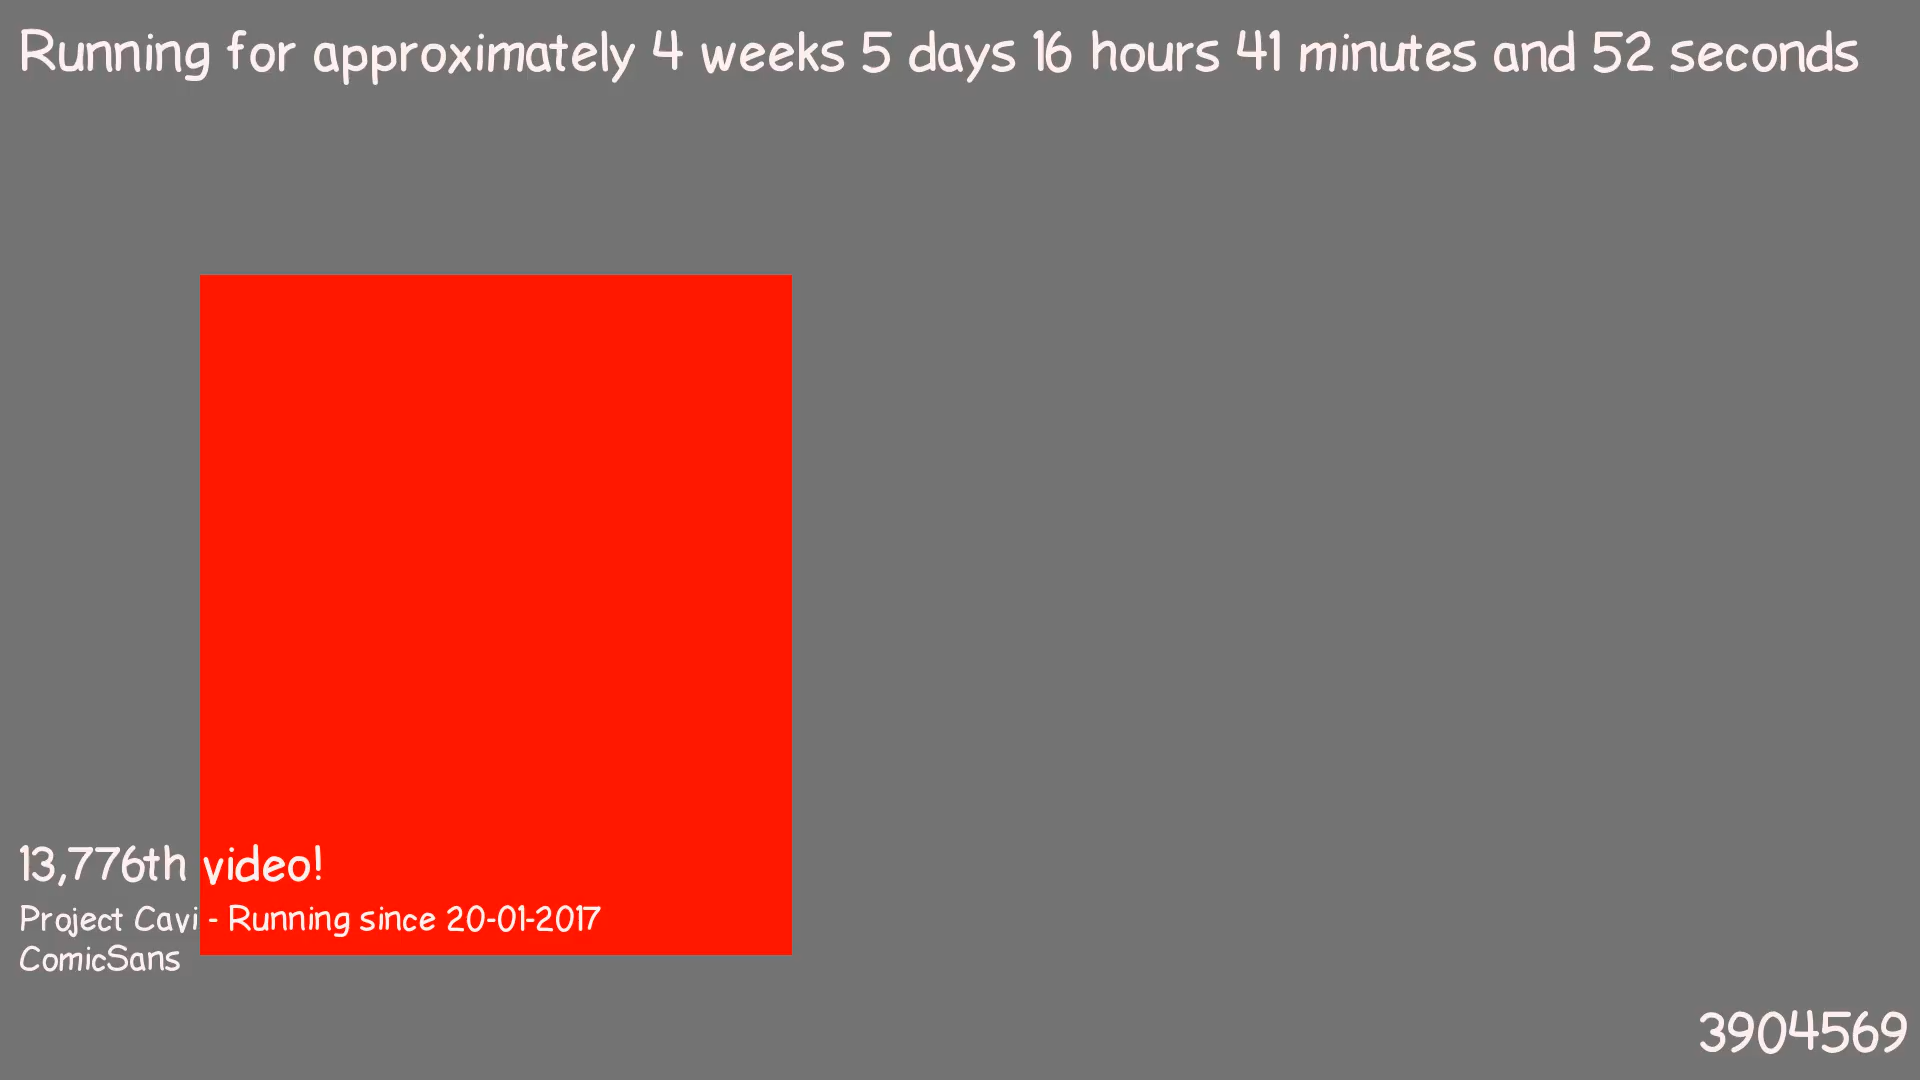 Running for approximately 4 weeks 5 days 16 hours 41 minutes and 52 seconds
13,776th video!
Project Cavi - Running since 20-01-2017
ComicSans
3904569